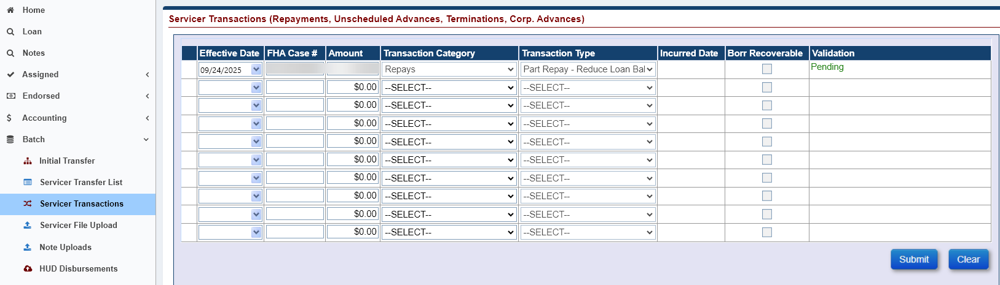 Home
Loan
Notes
Assigned
Endorsed
Accounting
Batch
Initial Transfer
Servicer Transfer List
Servicer Transactions
Servicer File Upload
Note Uploads
HUD Disbursements
Servicer Transactions (Repayments, Unscheduled Advances, Terminations, Corp. Advances)
Effective Date FHA Case # Amount Transaction Category Transaction Type Incurred Date Borr Recoverable Validation
09/24/2025 Repays Part Repay - Reduce Loan Bal Pending
$0.00 --SELECT-- --SELECT--
$0.00 --SELECT-- --SELECT--
$0.00 --SELECT-- --SELECT--
$0.00 --SELECT-- --SELECT--
$0.00 --SELECT-- --SELECT--
$0.00 --SELECT-- --SELECT--
$0.00 --SELECT-- --SELECT--
$0.00 --SELECT-- --SELECT--
$0.00 --SELECT-- --SELECT--
Submit Clear